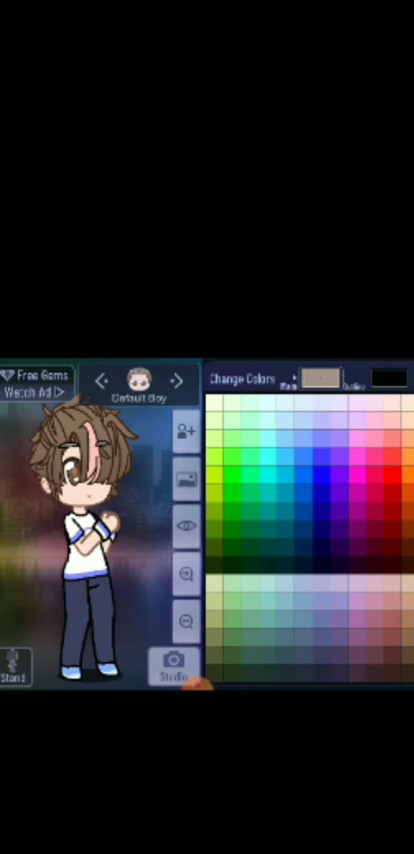 Free Gems
Watch Ad
Default Boy
Change Colors
Main
Outline
Stand
Studio